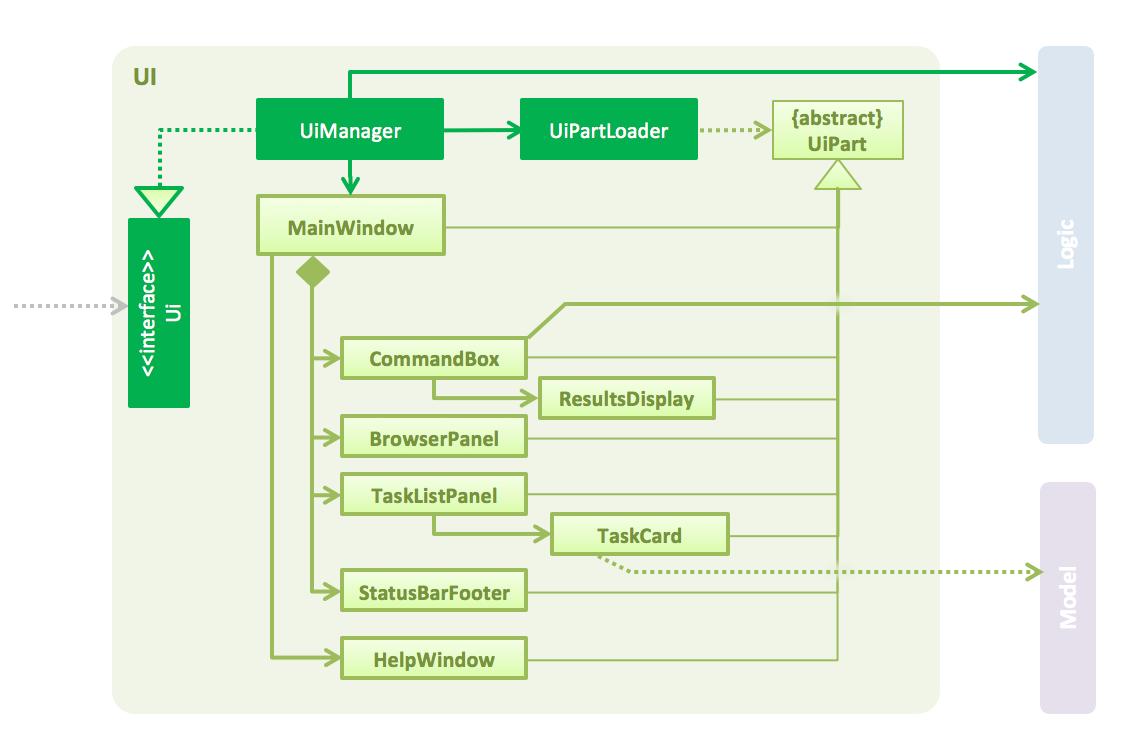 UI
UiManager
UiPartLoader
{abstract}
UiPart
MainWindow
<<interface>>
Ui
Logic
CommandBox
ResultsDisplay
BrowserPanel
TaskListPanel
TaskCard
StatusBarFooter
HelpWindow
Model